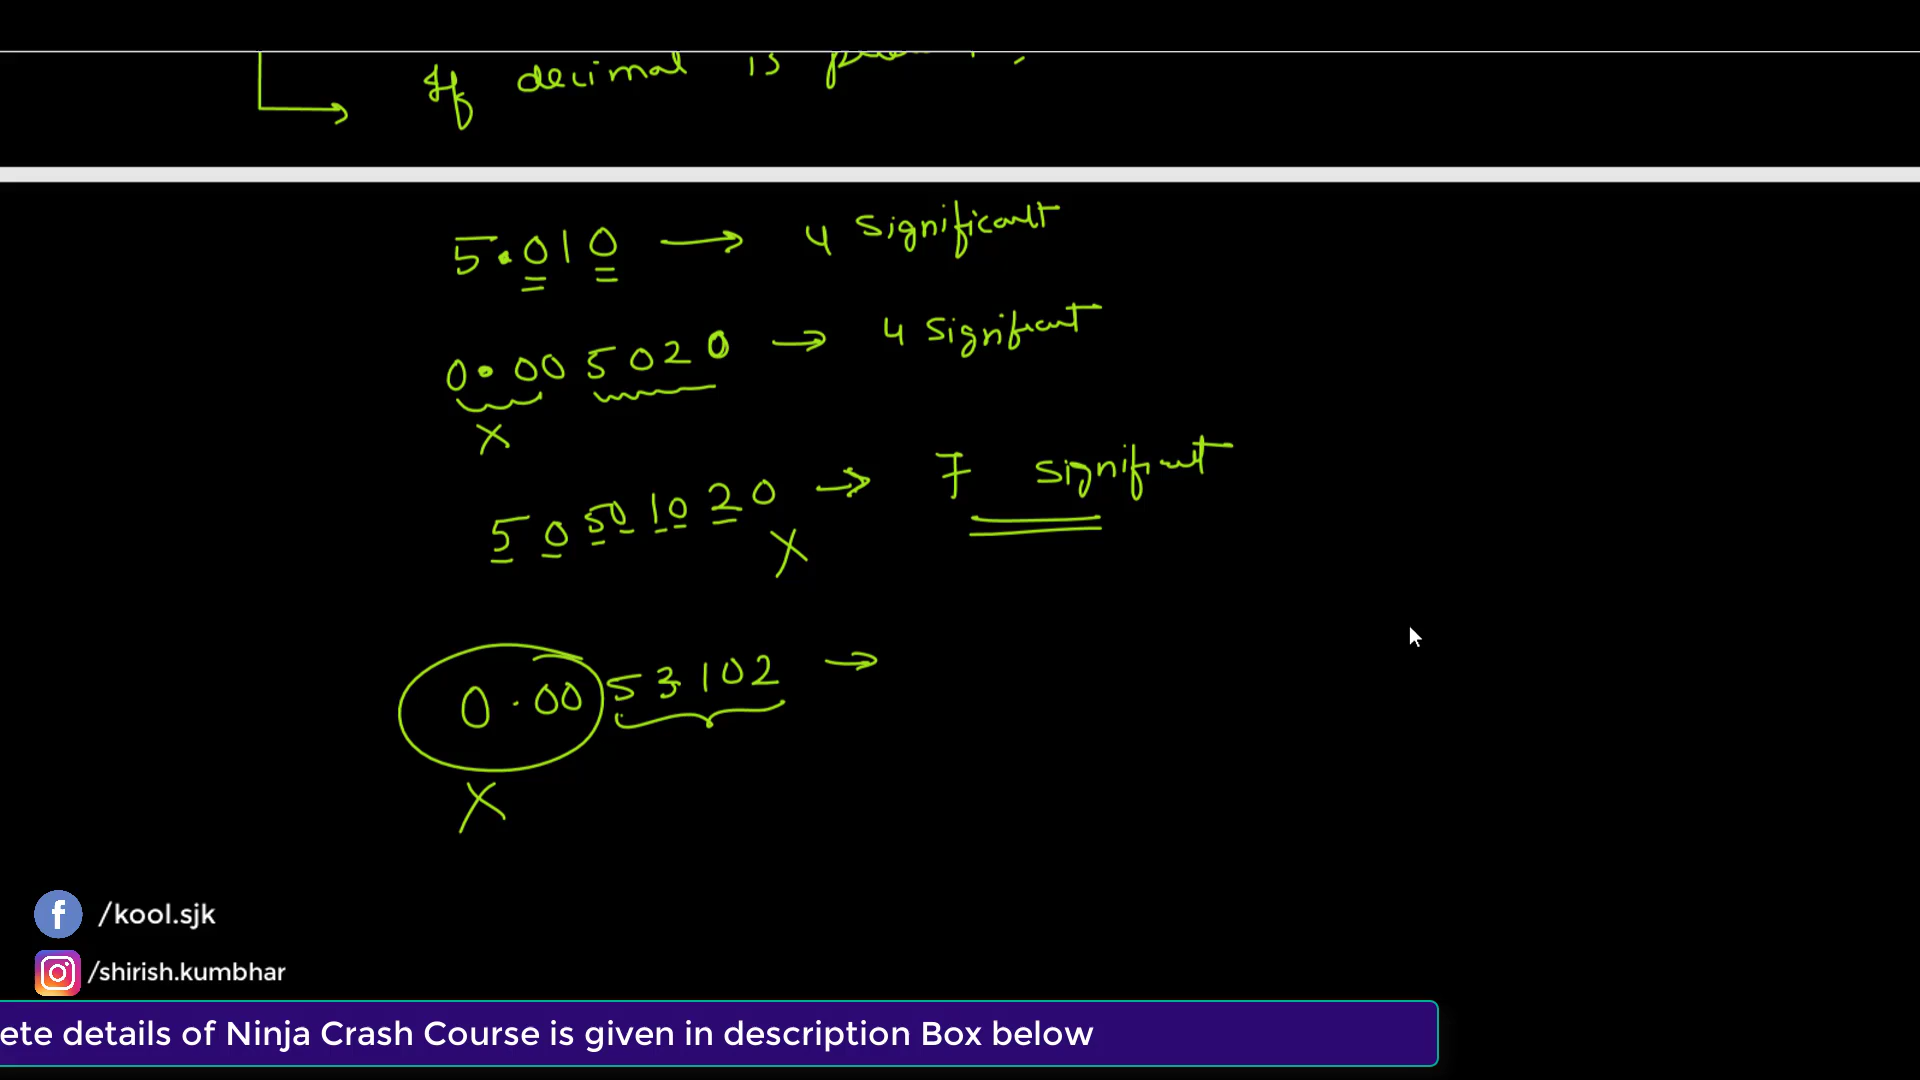 If decimal is
5.010 → 4 significant
0.005020 → 4 significant
X
50501020 → 7 significant
X
0.0053102 →
X
/kool.sjk
/shirish.kumbhar
ete details of Ninja Crash Course is given in description Box below